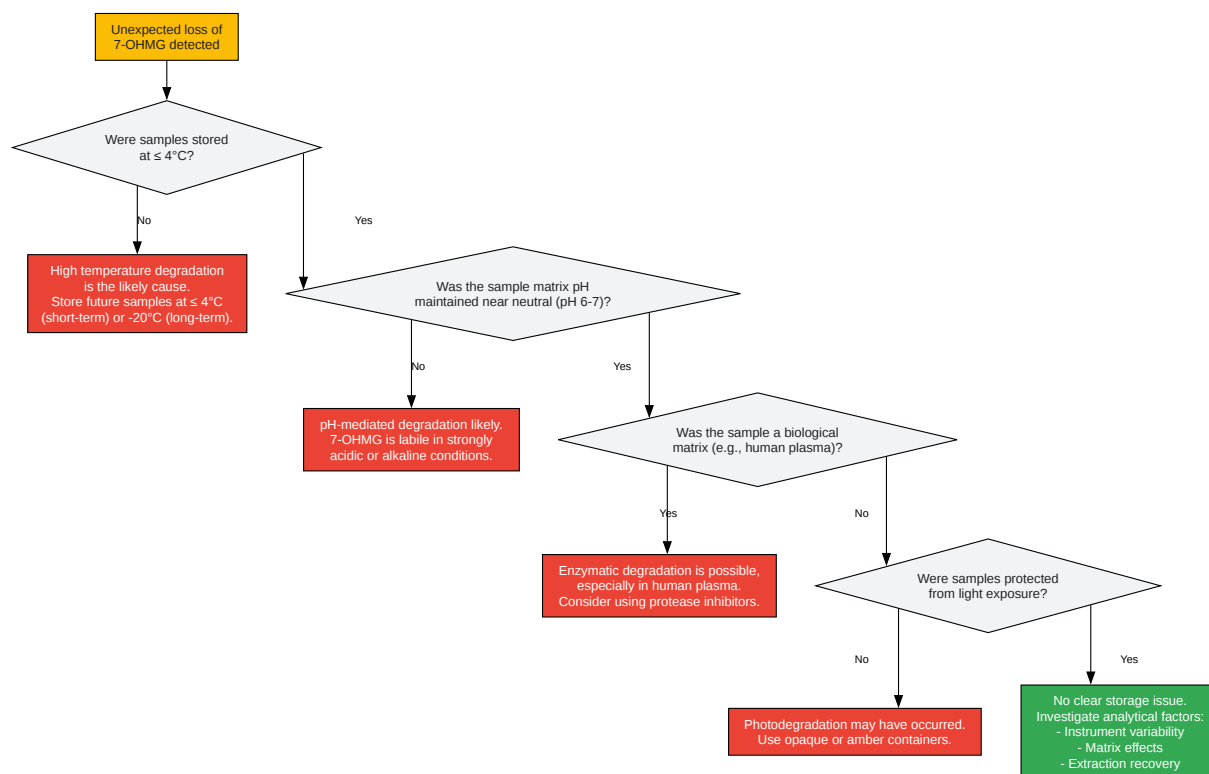 Unexpected loss of
7-OHMG detected
Were samples stored
at ≤ 4°C?
No
Yes
High temperature degradation
is the likely cause.
Store future samples at ≤ 4°C
(short-term) or -20°C (long-term).
Was the sample matrix pH
maintained near neutral (pH 6-7)?
No
Yes
pH-mediated degradation likely.
7-OHMG is labile in strongly
acidic or alkaline conditions.
Was the sample a biological
matrix (e.g., human plasma)?
Yes
No
Enzymatic degradation is possible,
especially in human plasma.
Consider using protease inhibitors.
Were samples protected
from light exposure?
No
Yes
Photodegradation may have occurred.
Use opaque or amber containers.
No clear storage issue.
Investigate analytical factors:
- Instrument variability
- Matrix effects
- Extraction recovery